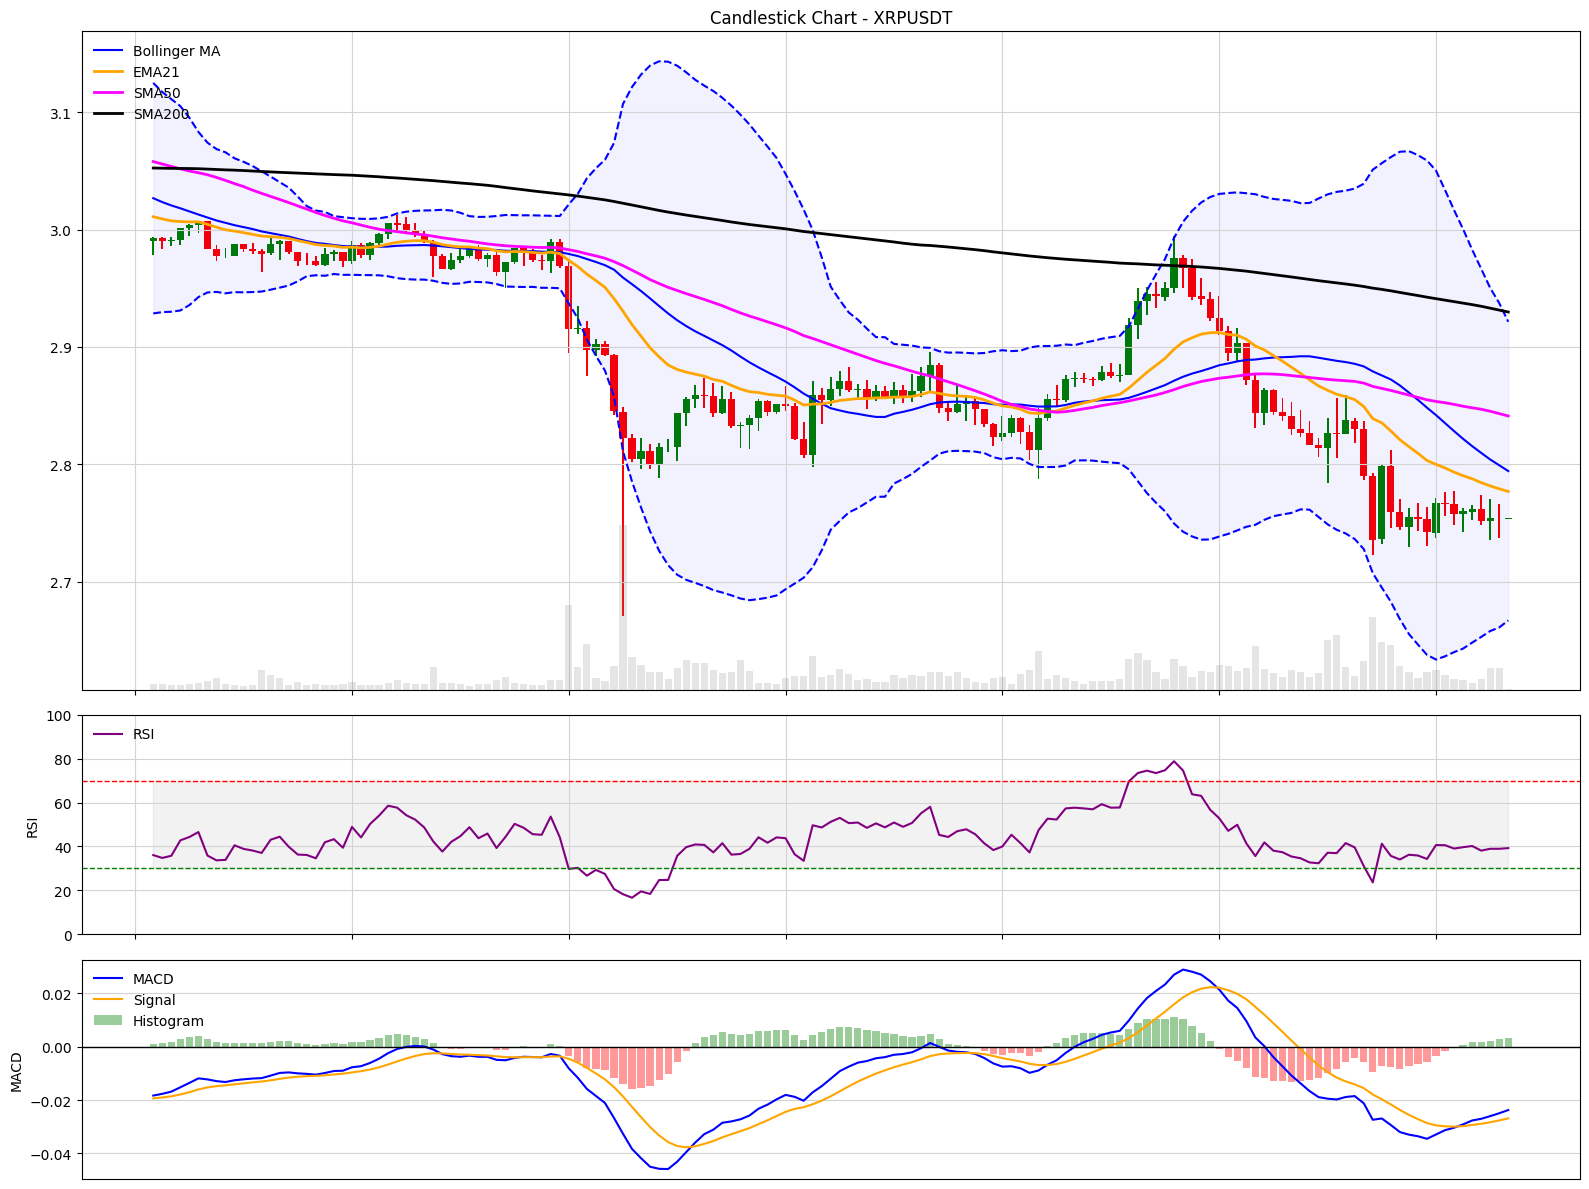 Candlestick Chart - XRPUSDT
Bollinger MA
EMA21
SMA50
SMA200
3.1
3.0
2.9
2.8
2.7
RSI
100
80
60
40
20
0
RSI
MACD
Signal
Histogram
0.02
0.00
−0.02
−0.04
MACD